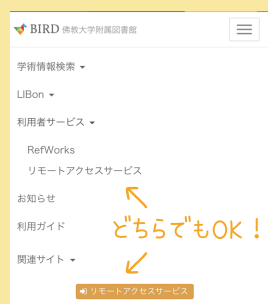 BIRD 佛教大学附属図書館
学術情報検索
LIBon
利用者サービス
RefWorks
リモートアクセスサービス
お知らせ
利用ガイド
どちらでもOK！
関連サイト
リモートアクセスサービス